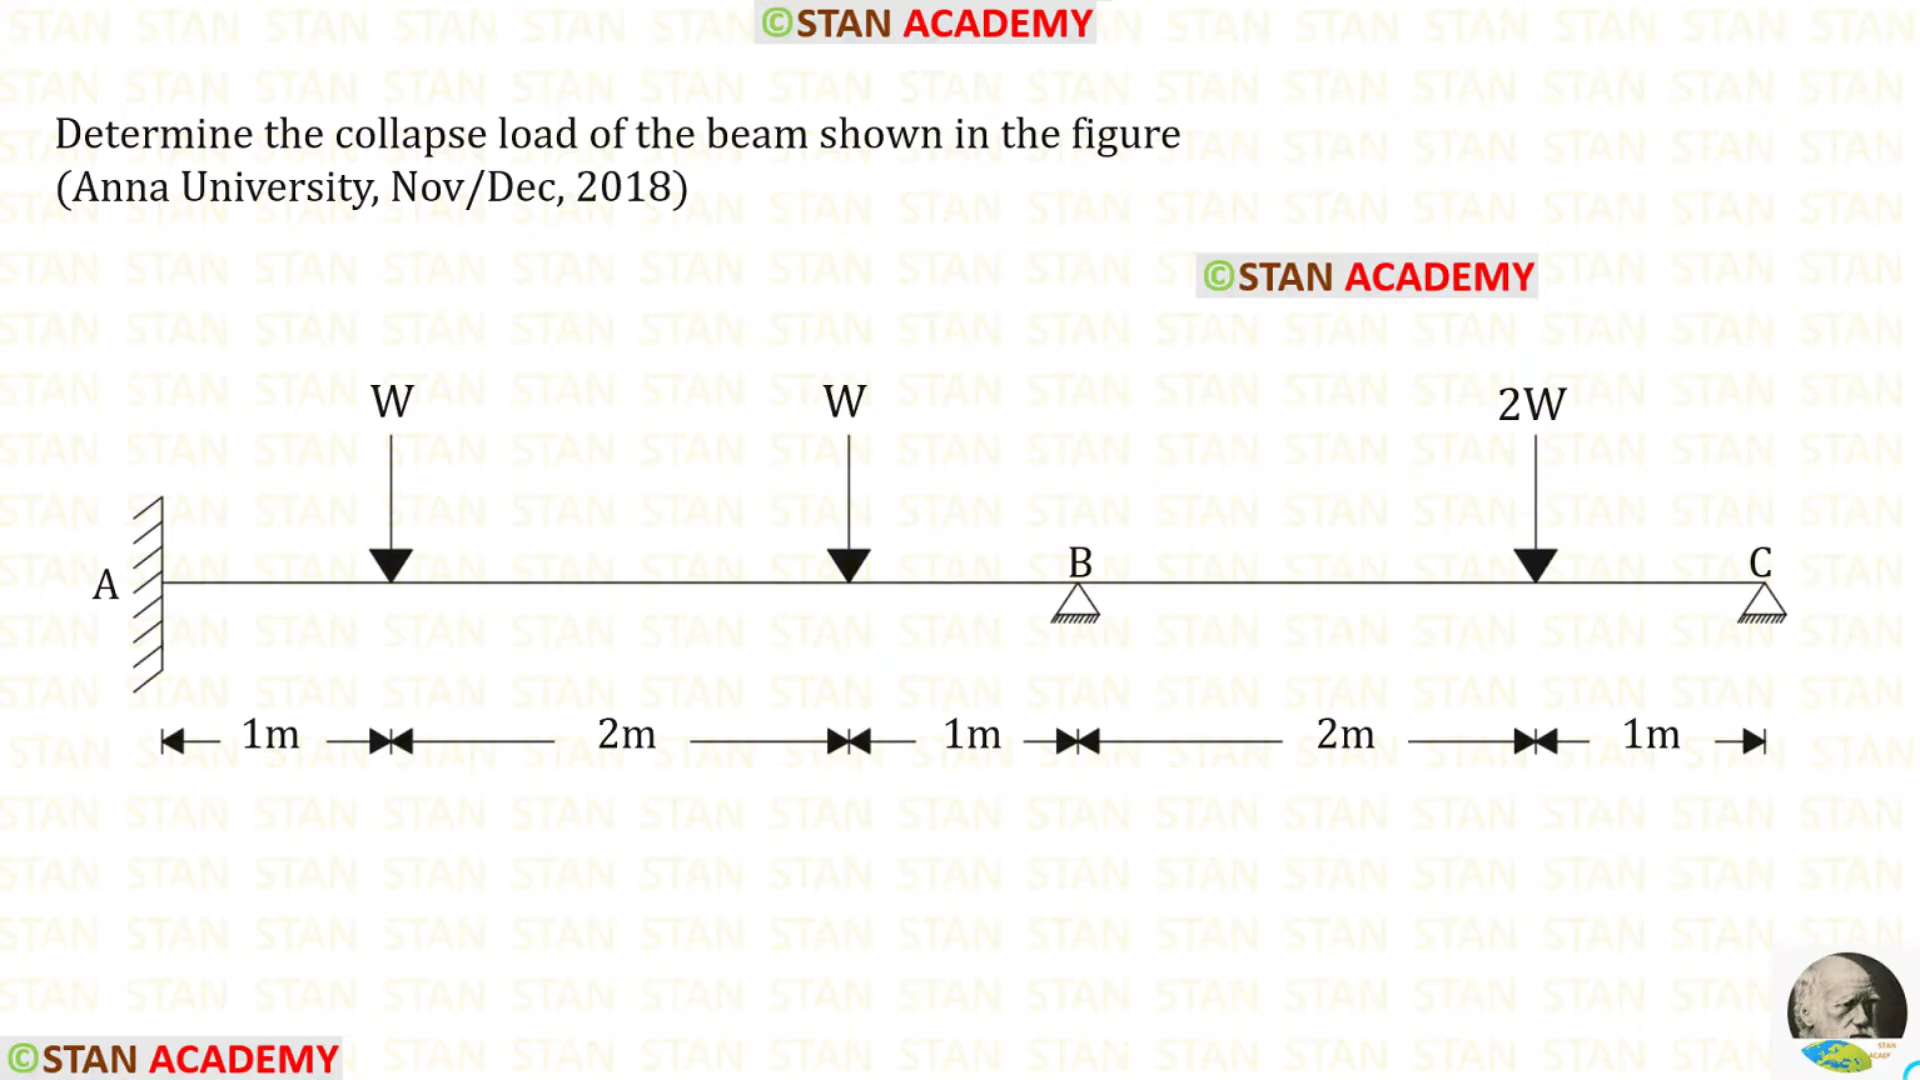 ©STAN ACADEMY
Determine the collapse load of the beam shown in the figure
(Anna University, Nov/Dec, 2018)
©STAN ACADEMY
W W 2W
A B C
1m 2m 1m 2m 1m
©STAN ACADEMY
STAN